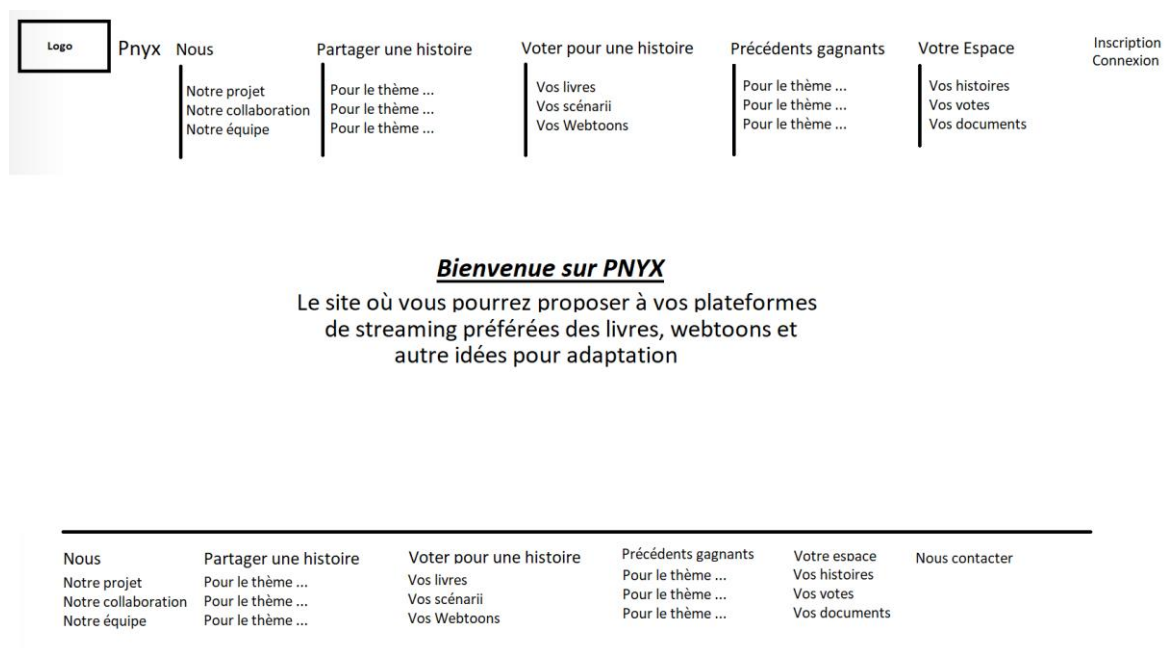 Logo
Pnyx
Nous
Notre projet
Notre collaboration
Notre équipe
Partager une histoire
Pour le thème ...
Pour le thème ...
Pour le thème ...
Voter pour une histoire
Vos livres
Vos scénarii
Vos Webtoons
Précédents gagnants
Pour le thème ...
Pour le thème ...
Pour le thème ...
Votre Espace
Vos histoires
Vos votes
Vos documents
Inscription
Connexion
Bienvenue sur PNYX
Le site où vous pourrez proposer à vos plateformes
de streaming préférées des livres, webtoons et
autre idées pour adaptation
Nous
Notre projet
Notre collaboration
Notre équipe
Partager une histoire
Pour le thème ...
Pour le thème ...
Pour le thème ...
Voter pour une histoire
Vos livres
Vos scénarii
Vos Webtoons
Précédents gagnants
Pour le thème ...
Pour le thème ...
Pour le thème ...
Votre espace
Vos histoires
Vos votes
Vos documents
Nous contacter